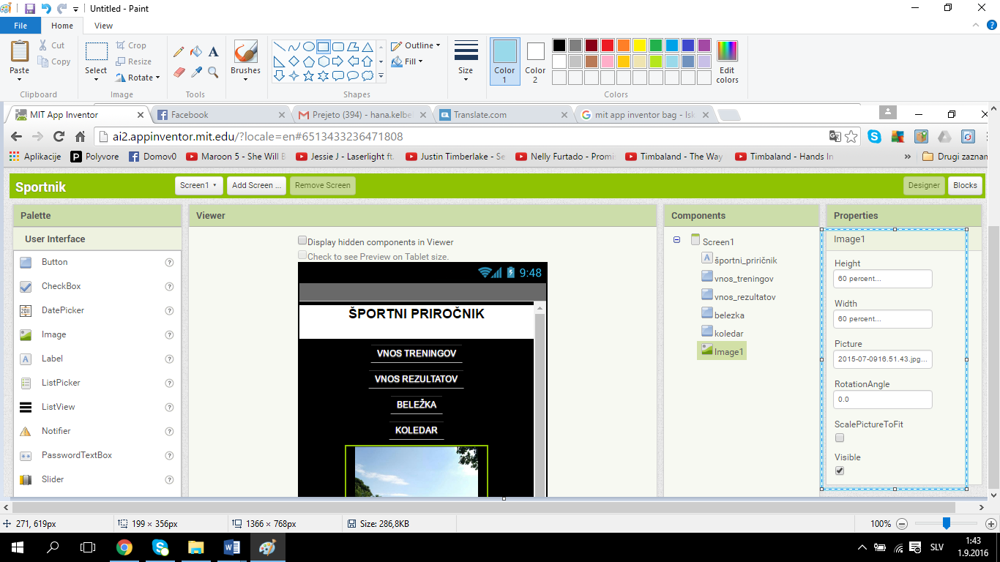 Untitled - Paint
File Home View
Paste Cut Copy
Clipboard
Select Crop Resize Rotate
Image
Tools
Brushes
Outline Fill
Shapes
Size
Color 1 Color 2
Edit colors
Colors
MIT App Inventor Facebook Prejeto (394) - hana.kelbe Translate.com mit app inventor bag - Isk
ai2.appinventor.mit.edu/?locale=en#6513433236471808
Aplikacije Polyvore Domov0 Maroon 5 - She Will B Jessie J - Laserlight ft. Justin Timberlake - Se Nelly Furtado - Promi Timbaland - The Way Timbaland - Hands In » Drugi zaznam
Sportnik Screen1 Add Screen ... Remove Screen Designer Blocks
Palette Viewer Components Properties
User Interface
Button ?
CheckBox ?
DatePicker ?
Image ?
Label ?
ListPicker ?
ListView ?
Notifier ?
PasswordTextBox ?
Slider ?
Display hidden components in Viewer
Check to see Preview on Tablet size.
9:48
ŠPORTNI PRIROČNIK
VNOS TRENINGOV
VNOS REZULTATOV
BELEŽKA
KOLEDAR
Screen1
športni_priričnik
vnos_treningov
vnos_rezultatov
belezka
koledar
Image1
Image1
Height
60 percent...
Width
60 percent...
Picture
2015-07-0916.51.43.jpg...
RotationAngle
0.0
ScalePictureToFit
Visible
271, 619px 199 × 356px 1366 × 768px Size: 286,8KB 100%
SLV 1:43
1.9.2016